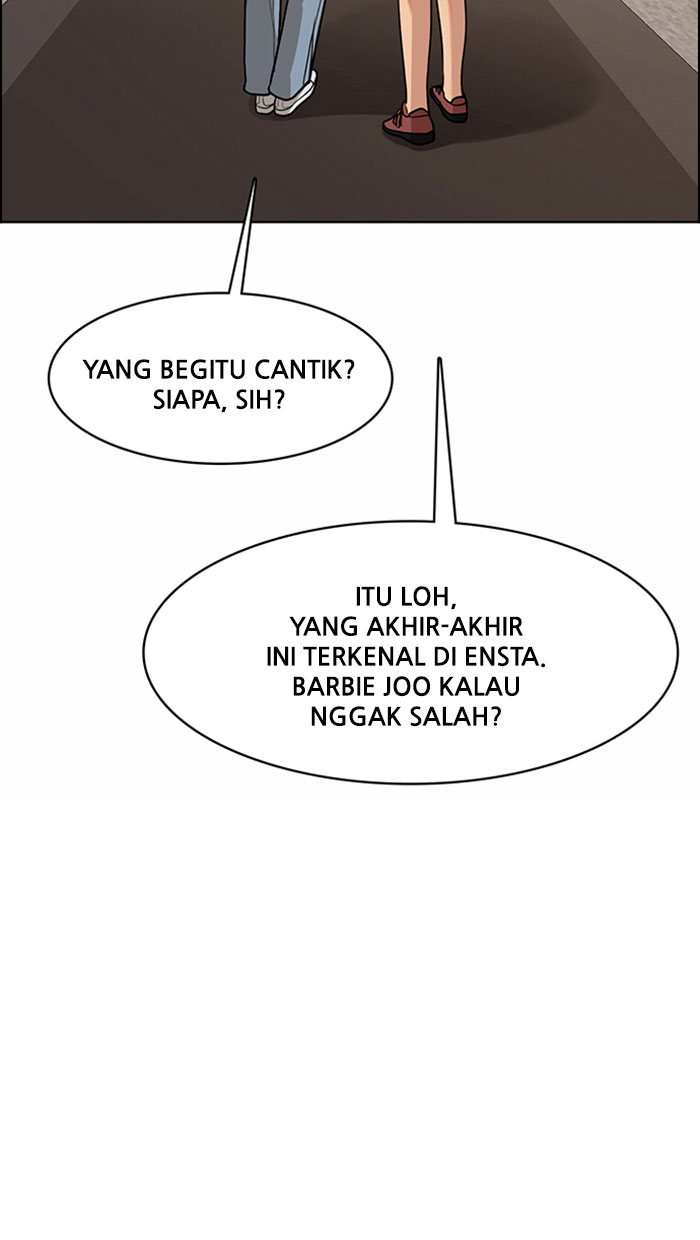 YANG BEGITU CANTIK?
SIAPA, SIH?
ITU LOH,
YANG AKHIR-AKHIR
INI TERKENAL DI ENSTA.
BARBIE JOO KALAU
NGGAK SALAH?